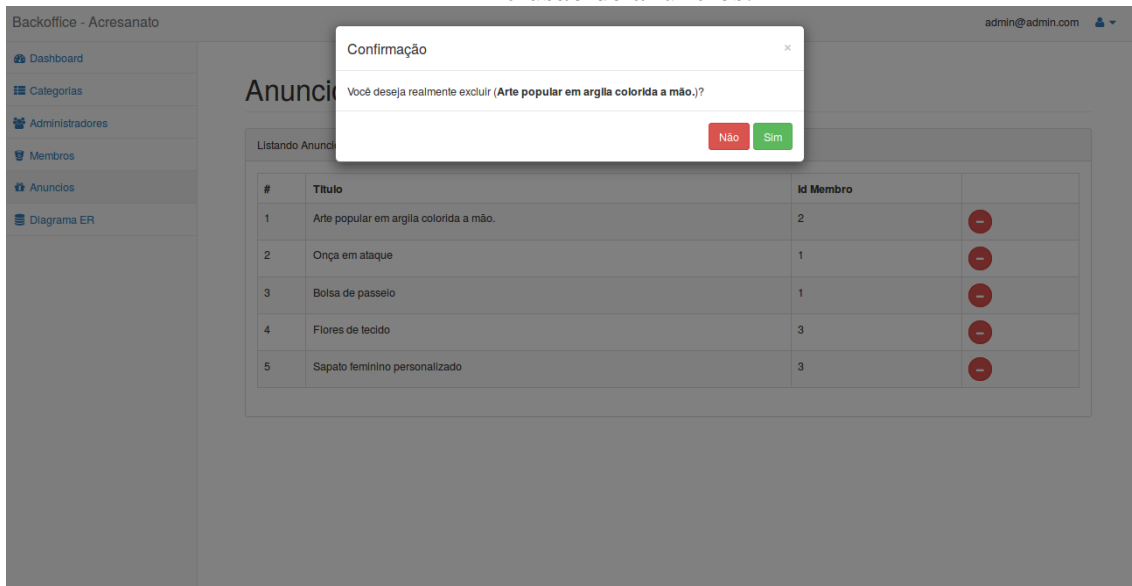 Backoffice - Acresanato
admin@admin.com
Confirmação
×
Você deseja realmente excluir (Arte popular em argila colorida a mão.)?
Não
Sim
Dashboard
Categorias
Administradores
Membros
Anuncios
Diagrama ER
Anunci
Listando Anunci
# Título Id Membro
1 Arte popular em argila colorida a mão. 2
2 Onça em ataque 1
3 Bolsa de passeio 1
4 Flores de tecido 3
5 Sapato feminino personalizado 3